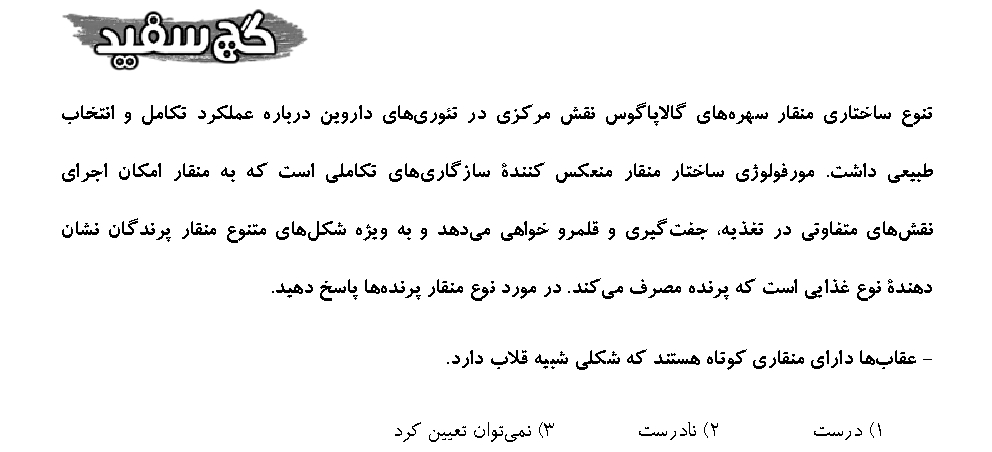 گچ سفید
تنوع ساختاری منقار سهره‌های گالاپاگوس نقش مرکزی در تئوری‌های داروین درباره عملکرد تکامل و انتخاب
طبیعی داشت. مورفولوژی ساختار منقار منعکس کنندهٔ سازگاری‌های تکاملی است که به منقار امکان اجرای
نقش‌های متفاوتی در تغذیه، جفت‌گیری و قلمرو خواهی می‌دهد و به ویژه شکل‌های متنوع منقار پرندگان نشان
دهندهٔ نوع غذایی است که پرنده مصرف می‌کند. در مورد نوع منقار پرنده‌ها پاسخ دهید.
– عقاب‌ها دارای منقاری کوتاه هستند که شکلی شبیه قلاب دارد.
۱) درست ۲) نادرست ۳) نمی‌توان تعیین کرد